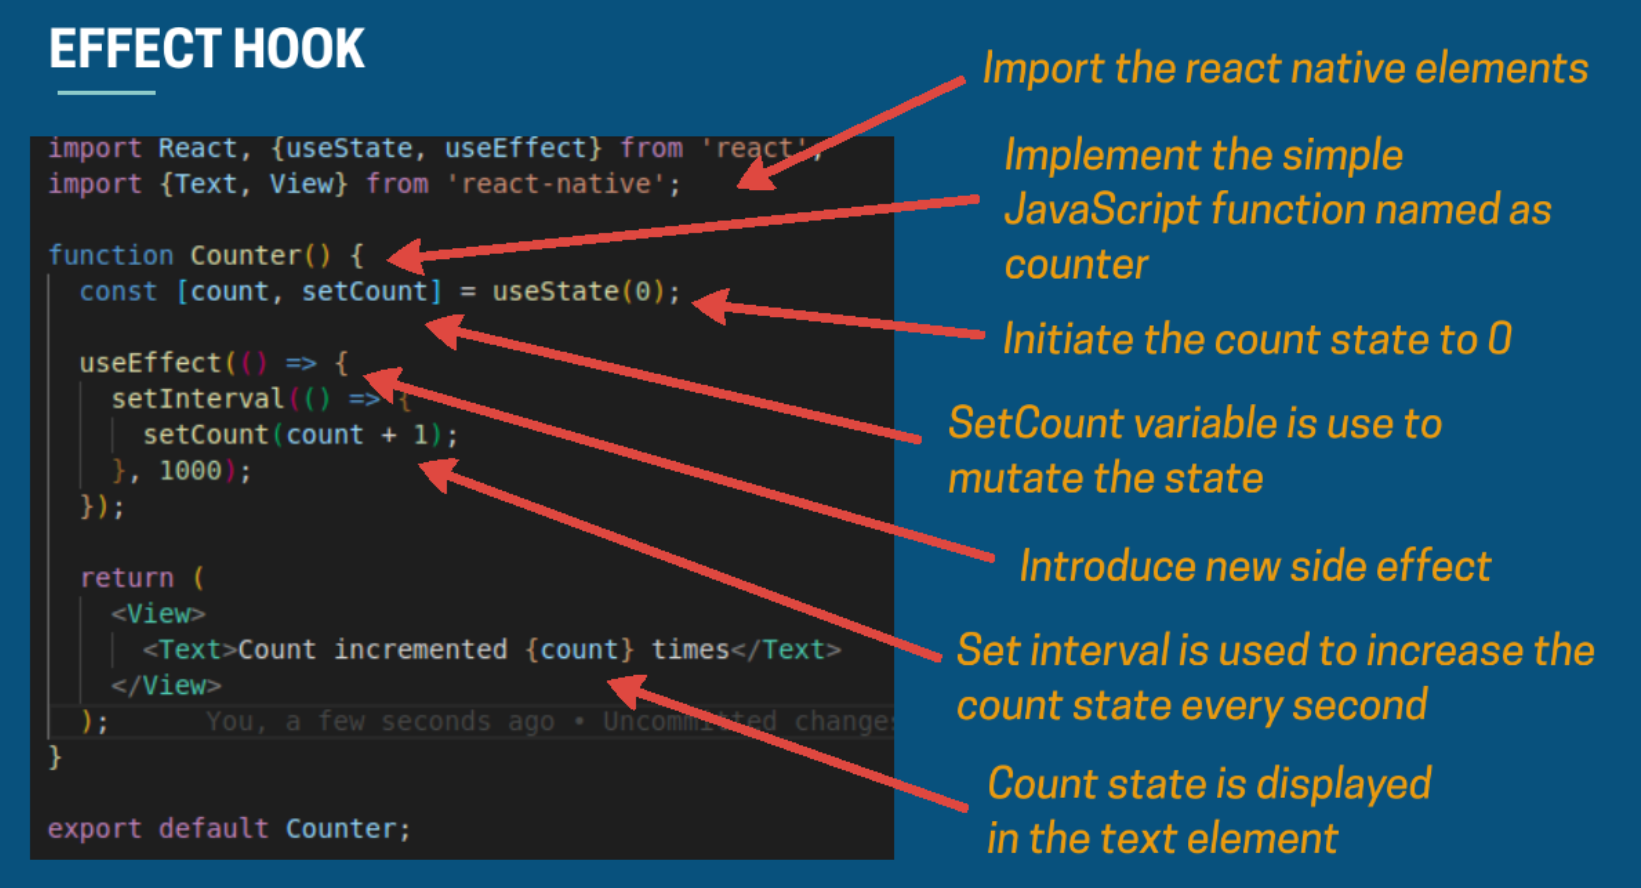 EFFECT HOOK
import React, {useState, useEffect} from 'react';
import {Text, View} from 'react-native';
function Counter() {
const [count, setCount] = useState(0);
useEffect(() => {
setInterval(() => {
setCount(count + 1);
}, 1000);
});
return (
<View>
<Text>Count incremented {count} times</Text>
</View>
); You, a few seconds ago • Uncommitted changes
}
export default Counter;
Import the react native elements
Implement the simple
JavaScript function named as
counter
Initiate the count state to 0
SetCount variable is use to
mutate the state
Introduce new side effect
Set interval is used to increase the
count state every second
Count state is displayed
in the text element